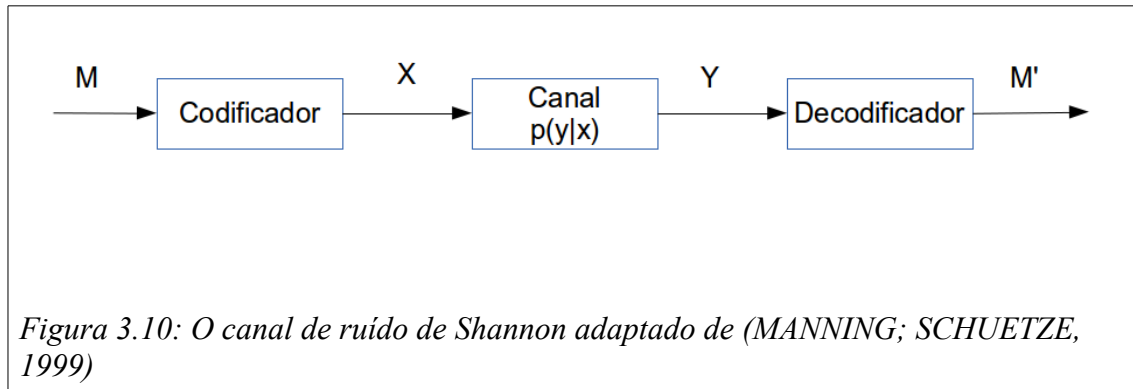 M
Codificador
X
Canal
p(y|x)
Y
Decodificador
M'
Figura 3.10: O canal de ruído de Shannon adaptado de (MANNING; SCHUETZE,
1999)